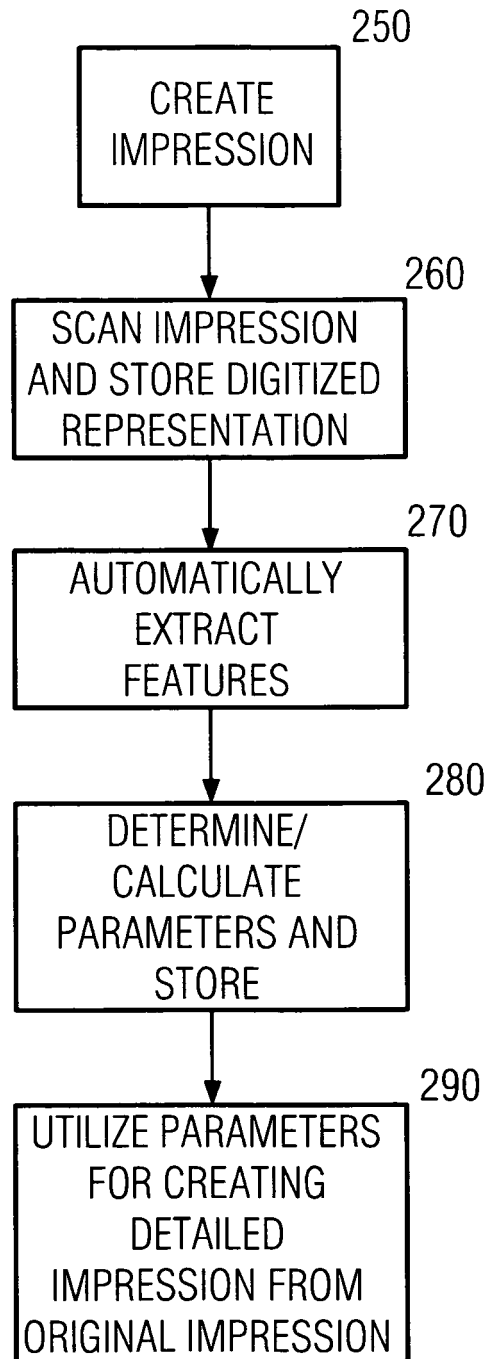 250
CREATE
IMPRESSION
260
SCAN IMPRESSION
AND STORE DIGITIZED
REPRESENTATION
270
AUTOMATICALLY
EXTRACT
FEATURES
280
DETERMINE/
CALCULATE
PARAMETERS AND
STORE
290
UTILIZE PARAMETERS
FOR CREATING
DETAILED
IMPRESSION FROM
ORIGINAL IMPRESSION